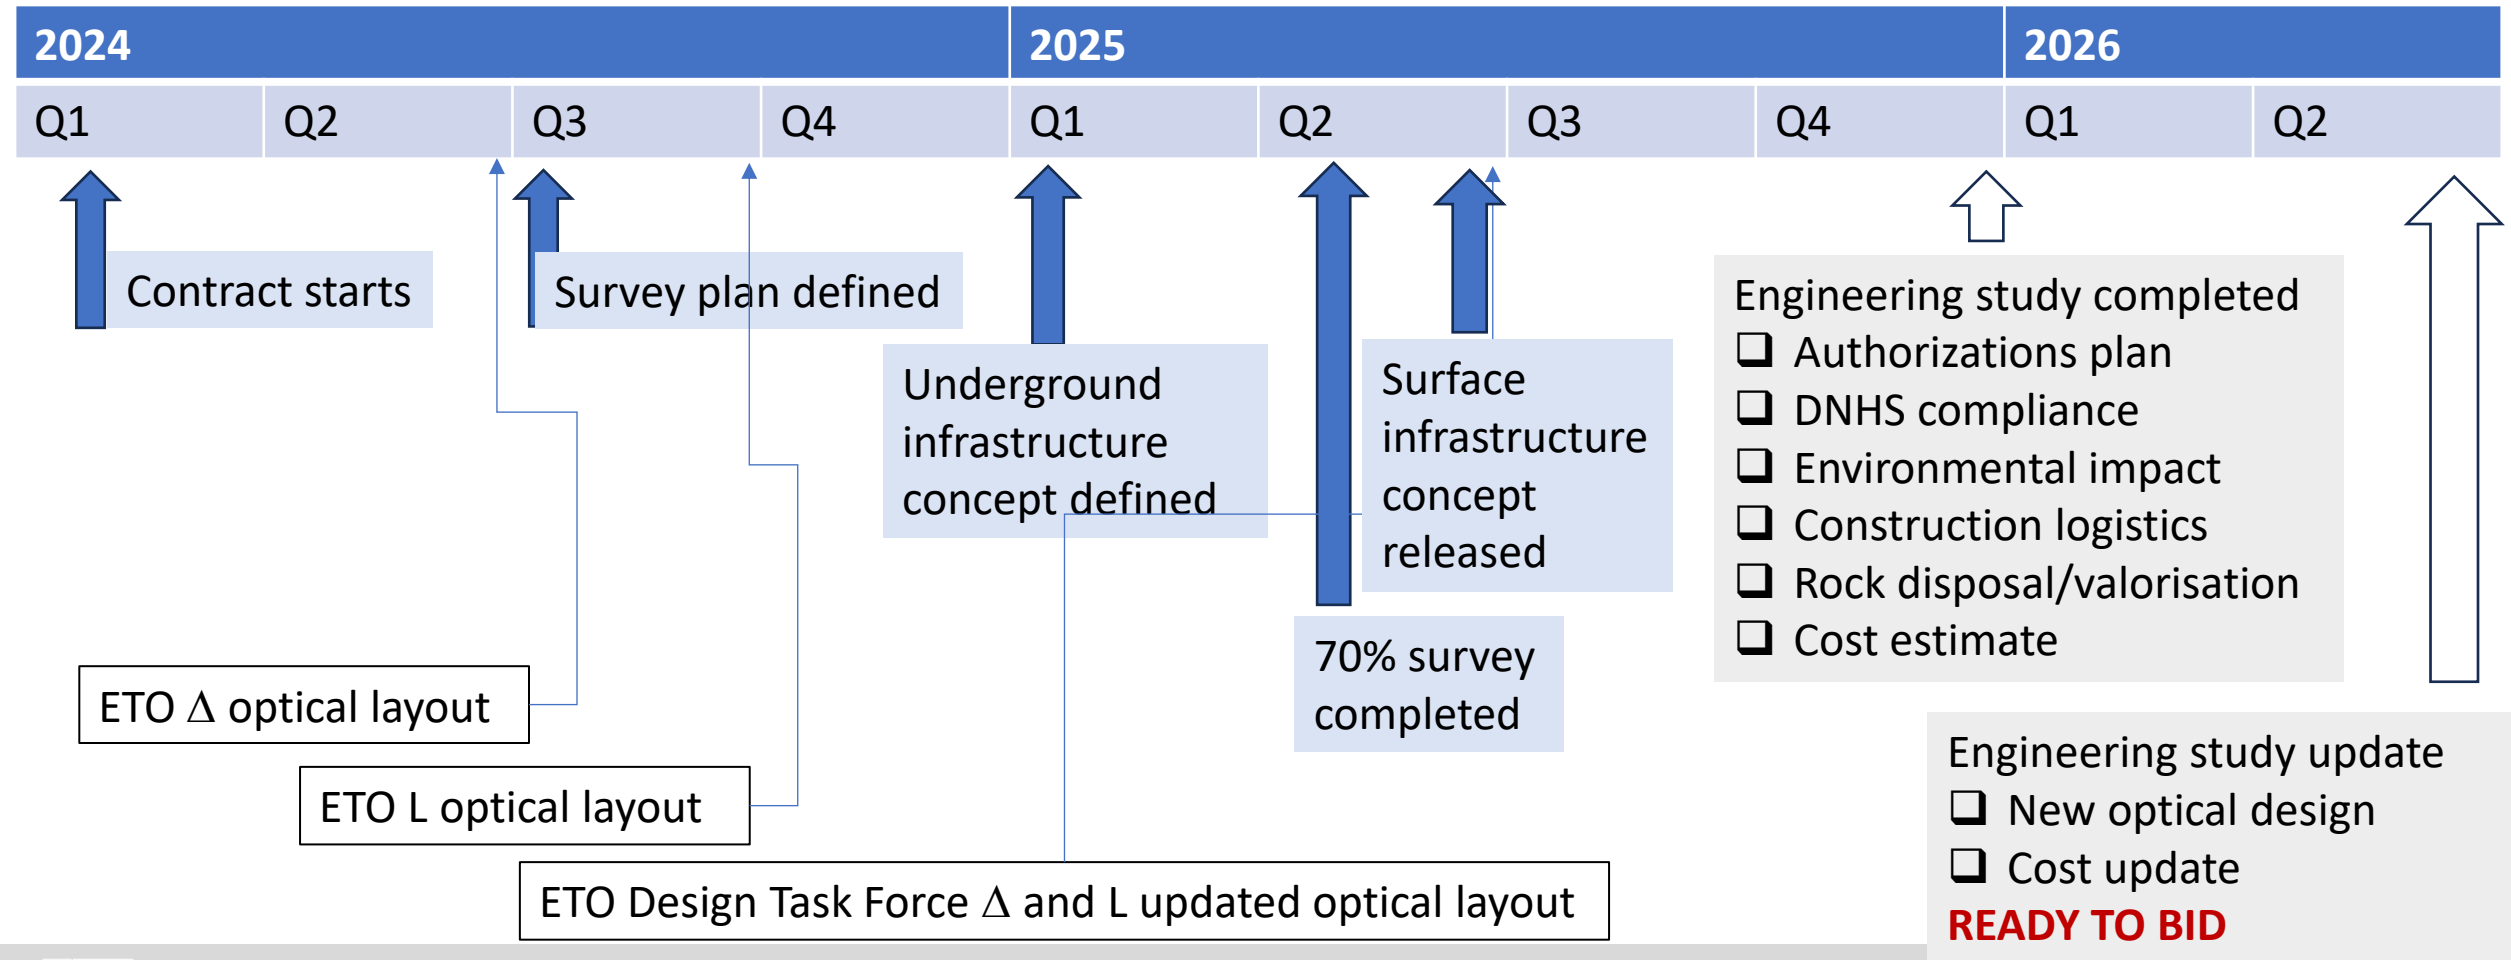 2024 2025 2026
Q1 Q2 Q3 Q4 Q1 Q2 Q3 Q4 Q1 Q2
Contract starts
Survey plan defined
Underground
infrastructure
concept defined
Surface
infrastructure
concept
released
70% survey
completed
Engineering study completed
❑ Authorizations plan
❑ DNHS compliance
❑ Environmental impact
❑ Construction logistics
❑ Rock disposal/valorisation
❑ Cost estimate
ETO Δ optical layout
ETO L optical layout
ETO Design Task Force Δ and L updated optical layout
Engineering study update
❑ New optical design
❑ Cost update
READY TO BID